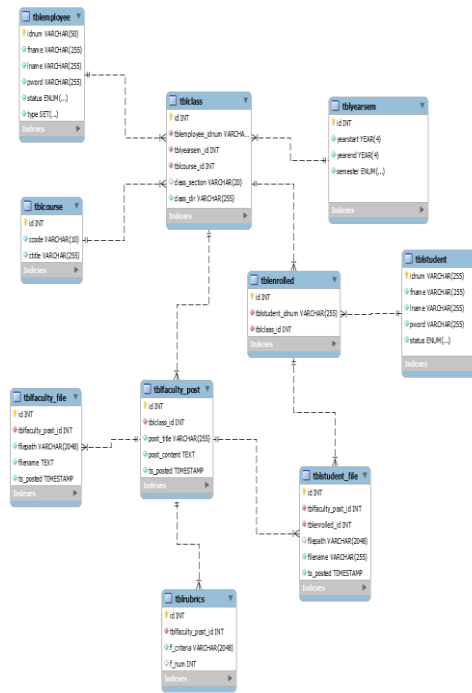 tblemployee
idnum VARCHAR(50)
fname VARCHAR(255)
lname VARCHAR(255)
pword VARCHAR(255)
status ENUM(...)
type SET(...)
Indexes
tblclass
id INT
tblemployee_idnum VARCHA...
tblyearsem_id INT
tblcourse_id INT
class_section VARCHAR(20)
class_dir VARCHAR(255)
Indexes
tblyearsem
id INT
yearstart YEAR(4)
yearend YEAR(4)
semester ENUM(...)
Indexes
tblcourse
id INT
ccode VARCHAR(10)
ctitle VARCHAR(255)
Indexes
tblenrolled
id INT
tblstudent_idnum VARCHAR(255)
tblclass_id INT
Indexes
tblstudent
idnum VARCHAR(255)
fname VARCHAR(255)
lname VARCHAR(255)
pword VARCHAR(255)
status ENUM(...)
Indexes
tblfaculty_file
id INT
tblfaculty_post_id INT
filepath VARCHAR(2048)
filename TEXT
ts_posted TIMESTAMP
Indexes
tblfaculty_post
id INT
tblclass_id INT
post_title VARCHAR(255)
post_content TEXT
ts_posted TIMESTAMP
Indexes
tblstudent_file
id INT
tblfaculty_post_id INT
tblenrolled_id INT
filepath VARCHAR(2048)
filename VARCHAR(255)
ts_posted TIMESTAMP
Indexes
tblrubrics
id INT
tblfaculty_post_id INT
f_criteria VARCHAR(2048)
f_num INT
Indexes